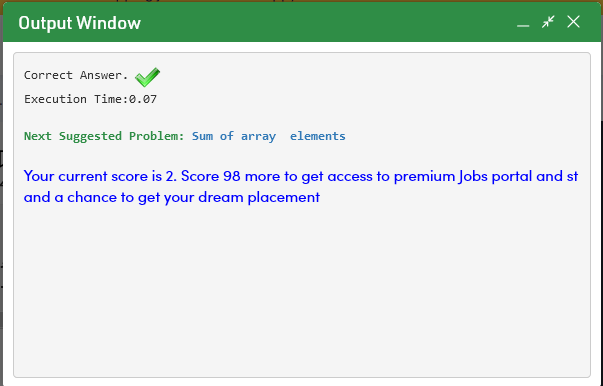 Output Window
Correct Answer.
Execution Time:0.07
Next Suggested Problem: Sum of array elements
Your current score is 2. Score 98 more to get access to premium Jobs portal and st
and a chance to get your dream placement